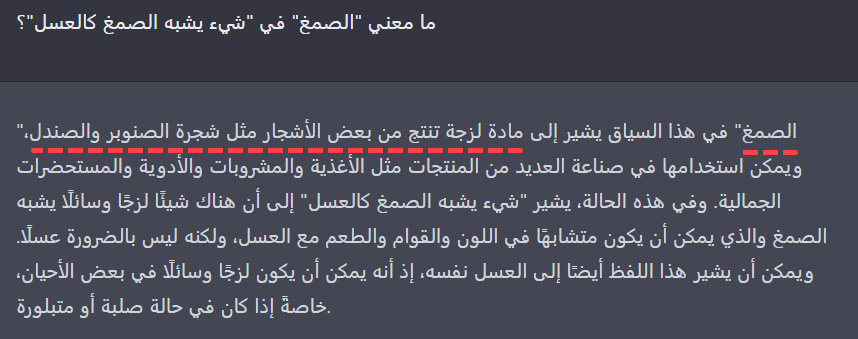 ما معني "الصمغ" في "شيء يشبه الصمغ كالعسل"؟
الصمغ" في هذا السياق يشير إلى مادة لزجة تنتج من بعض الأشجار مثل شجرة الصنوبر والصندل،"
ويمكن استخدامها في صناعة العديد من المنتجات مثل الأغذية والمشروبات والأدوية والمستحضرات
الجمالية. وفي هذه الحالة، يشير "شيء يشبه الصمغ كالعسل" إلى أن هناك شيئًا لزجًا وسائلًا يشبه
الصمغ والذي يمكن أن يكون متشابهًا في اللون والقوام والطعم مع العسل، ولكنه ليس بالضرورة عسلًا.
ويمكن أن يشير هذا اللفظ أيضًا إلى العسل نفسه، إذ أنه يمكن أن يكون لزجًا وسائلًا في بعض الأحيان،
خاصةً إذا كان في حالة صلبة أو متبلورة.